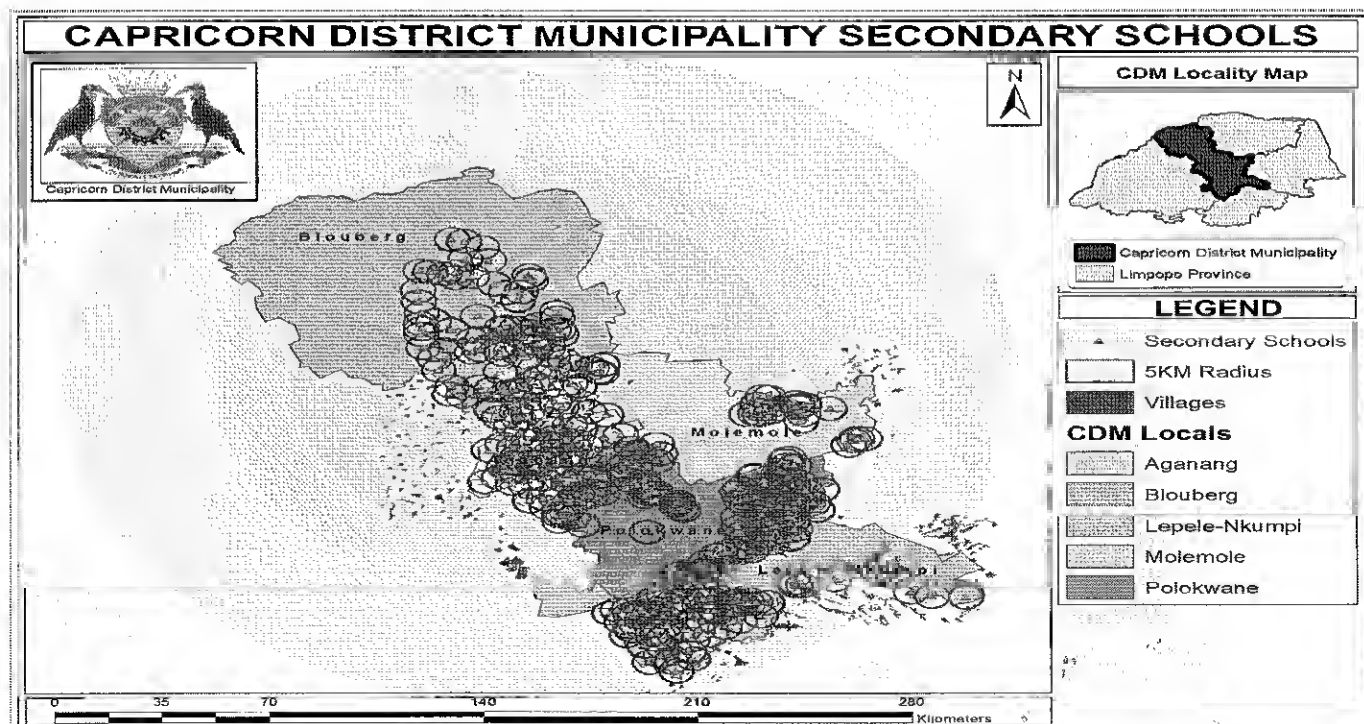 CAPRICORN DISTRICT MUNICIPALITY SECONDARY SCHOOLS
Capricorn District Municipality
N
Blouberg
Molemole
CDM Locality Map
Capricorn District Municipality
Limpopo Province
LEGEND
Secondary Schools
5KM Radius
Villages
CDM Locals
Aganang
Blouberg
Lepele-Nkumpi
Molemole
Polokwane
0 35 70 140 210 280
Kilometers